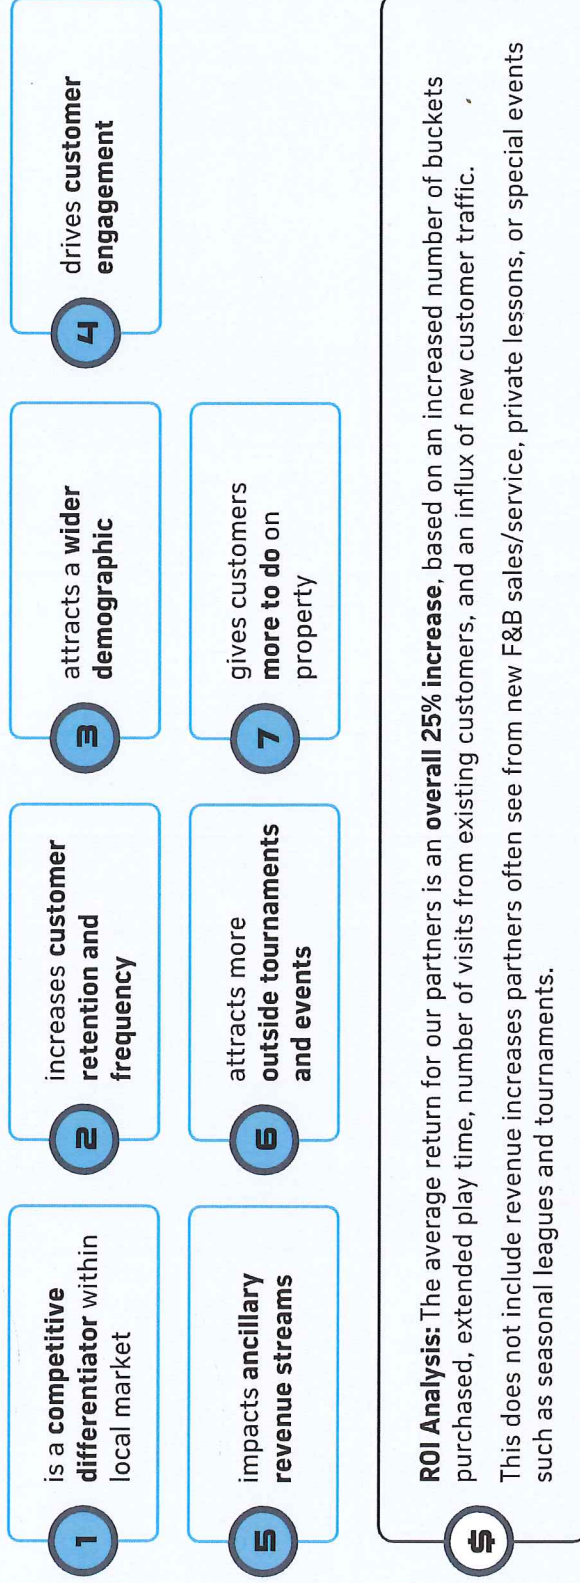 1
is a competitive
differentiator within
local market
2
increases customer
retention and
frequency
3
attracts a wider
demographic
4
drives customer
engagement
5
impacts ancillary
revenue streams
6
attracts more
outside tournaments
and events
7
gives customers
more to do on
property
$
ROI Analysis: The average return for our partners is an overall 25% increase, based on an increased number of buckets
purchased, extended play time, number of visits from existing customers, and an influx of new customer traffic.
This does not include revenue increases partners often see from new F&B sales/service, private lessons, or special events
such as seasonal leagues and tournaments.